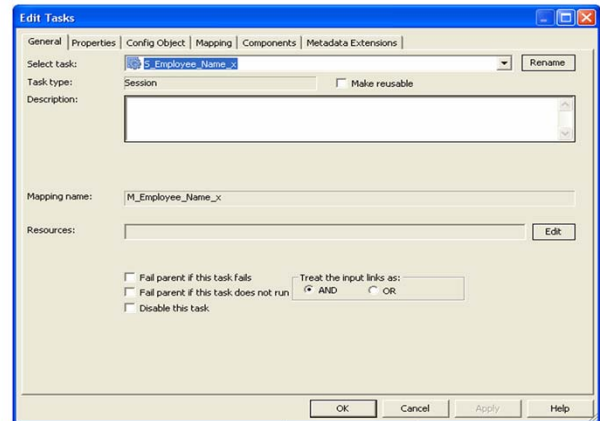 Edit Tasks
General Properties Config Object Mapping Components Metadata Extensions
Select task: S_Employee_Name_x Rename
Task type: Session Make reusable
Description:
Mapping name: M_Employee_Name_x
Resources: Edit
Fail parent if this task fails Treat the input links as:
Fail parent if this task does not run AND OR
Disable this task
OK Cancel Apply Help